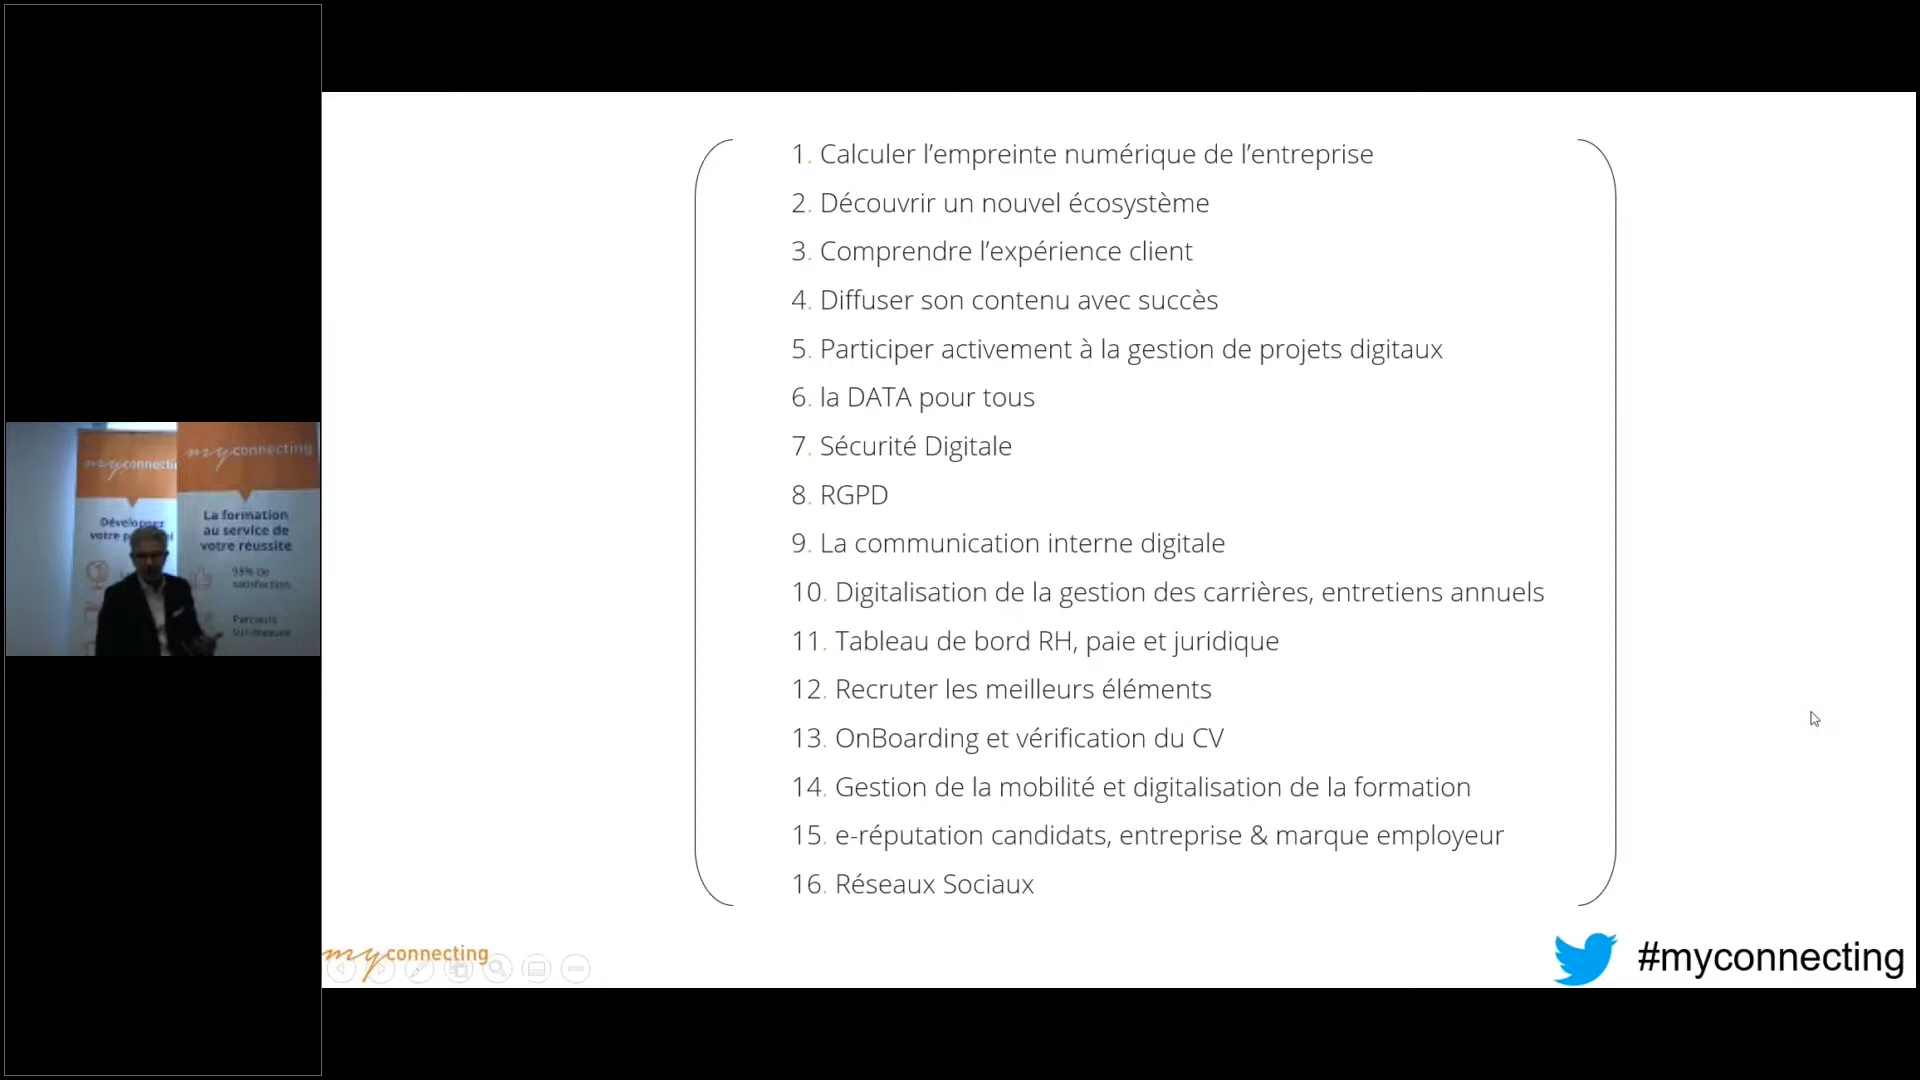 myconnecti
myconnecting
Développez
votre p
La formation
au service de
votre réussite
satisfaction
Parcours
1. Calculer l’empreinte numérique de l’entreprise
2. Découvrir un nouvel écosystème
3. Comprendre l’expérience client
4. Diffuser son contenu avec succès
5. Participer activement à la gestion de projets digitaux
6. la DATA pour tous
7. Sécurité Digitale
8. RGPD
9. La communication interne digitale
10. Digitalisation de la gestion des carrières, entretiens annuels
11. Tableau de bord RH, paie et juridique
12. Recruter les meilleurs éléments
13. OnBoarding et vérification du CV
14. Gestion de la mobilité et digitalisation de la formation
15. e-réputation candidats, entreprise & marque employeur
16. Réseaux Sociaux
myconnecting
#myconnecting